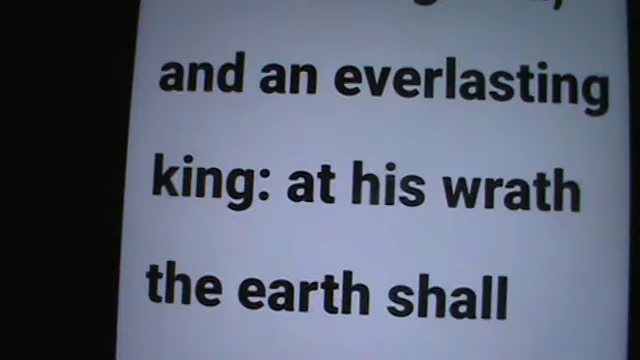 and an everlasting
king: at his wrath
the earth shall